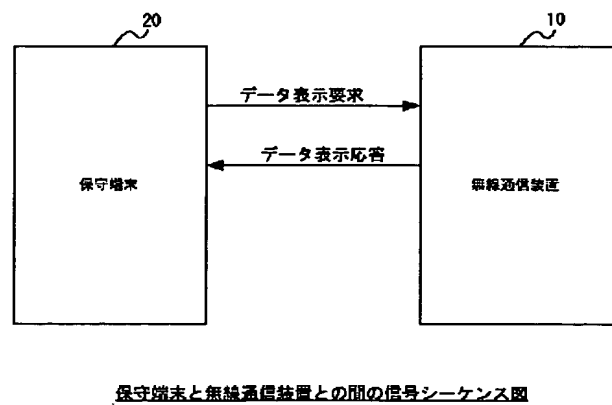 20
10
データ表示要求
データ表示応答
保守端末
無線通信装置
保守端末と無線通信装置との間の信号シーケンス図